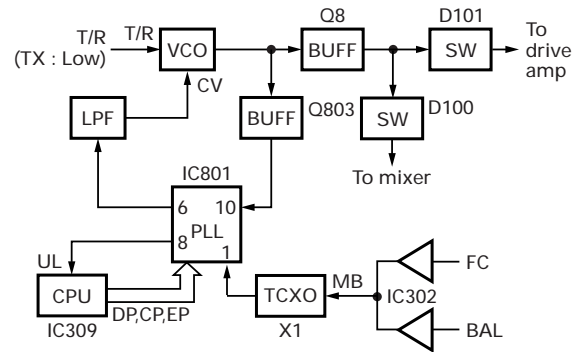 Q8
D101
T/R
T/R
(TX : Low)
VCO
BUFF
SW
To
drive
amp
CV
LPF
BUFF
Q803
SW
D100
IC801
To mixer
6
10
PLL
8
1
UL
CPU
DP,CP,EP
IC309
TCXO
X1
MB
IC302
FC
BAL